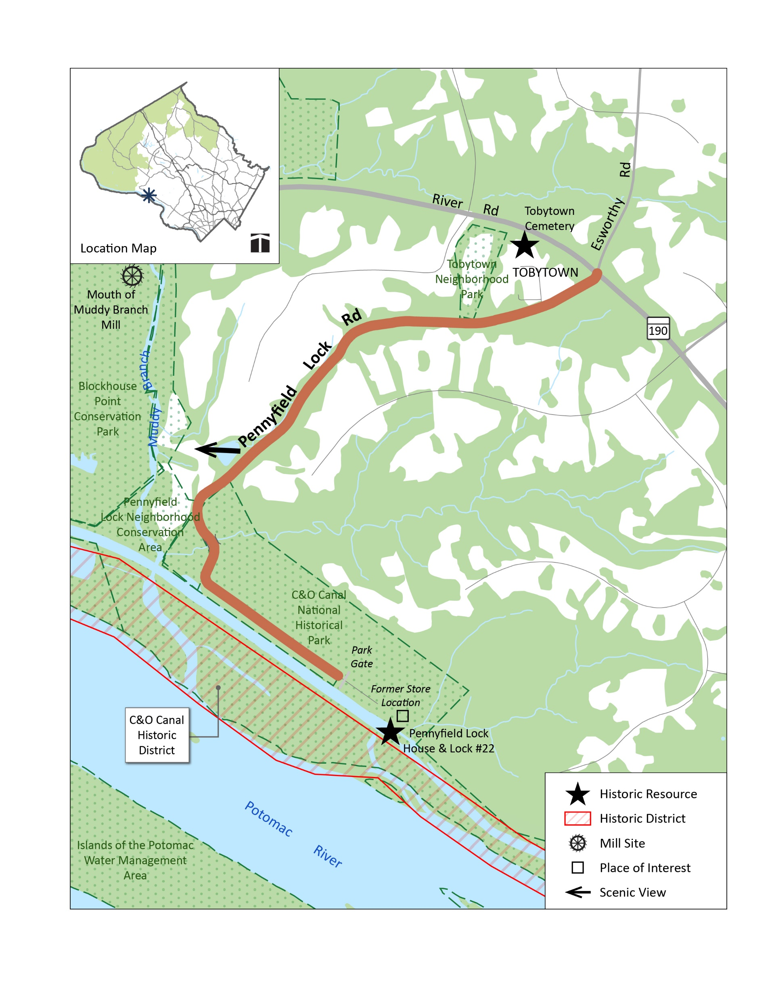 Location Map
River Rd
Esworthy Rd
Tobytown
Cemetery
TOBYTOWN
Tobytown
Neighborhood
Park
190
Mouth of
Muddy Branch
Mill
Muddy Branch
Pennyfield Lock Rd
Blockhouse
Point
Conservation
Park
Pennyfield
Lock Neighborhood
Conservation
Area
C&O Canal
National
Historical
Park
Park
Gate
Former Store
Location
Pennyfield Lock
House & Lock #22
C&O Canal
Historic
District
Potomac River
Islands of the Potomac
Water Management
Area
Historic Resource
Historic District
Mill Site
Place of Interest
Scenic View